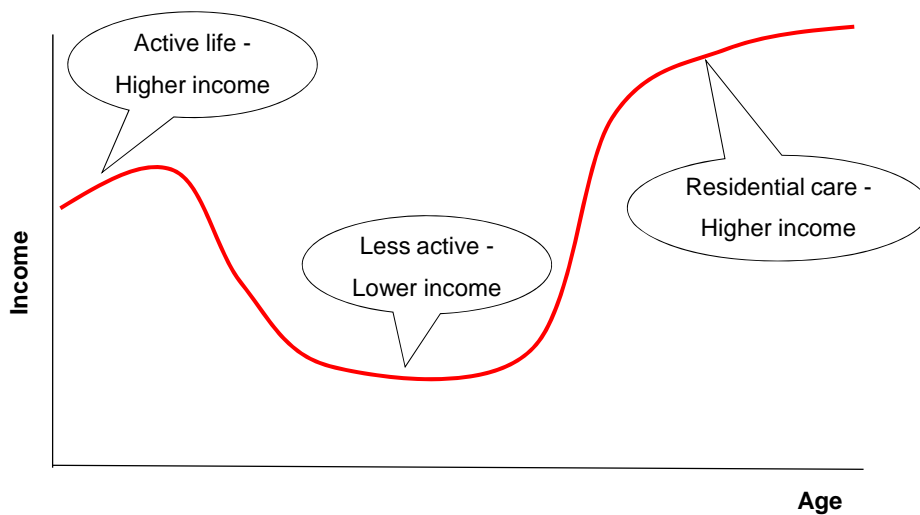 Active life -
Higher income
Residential care -
Higher income
Less active -
Lower income
Income
Age